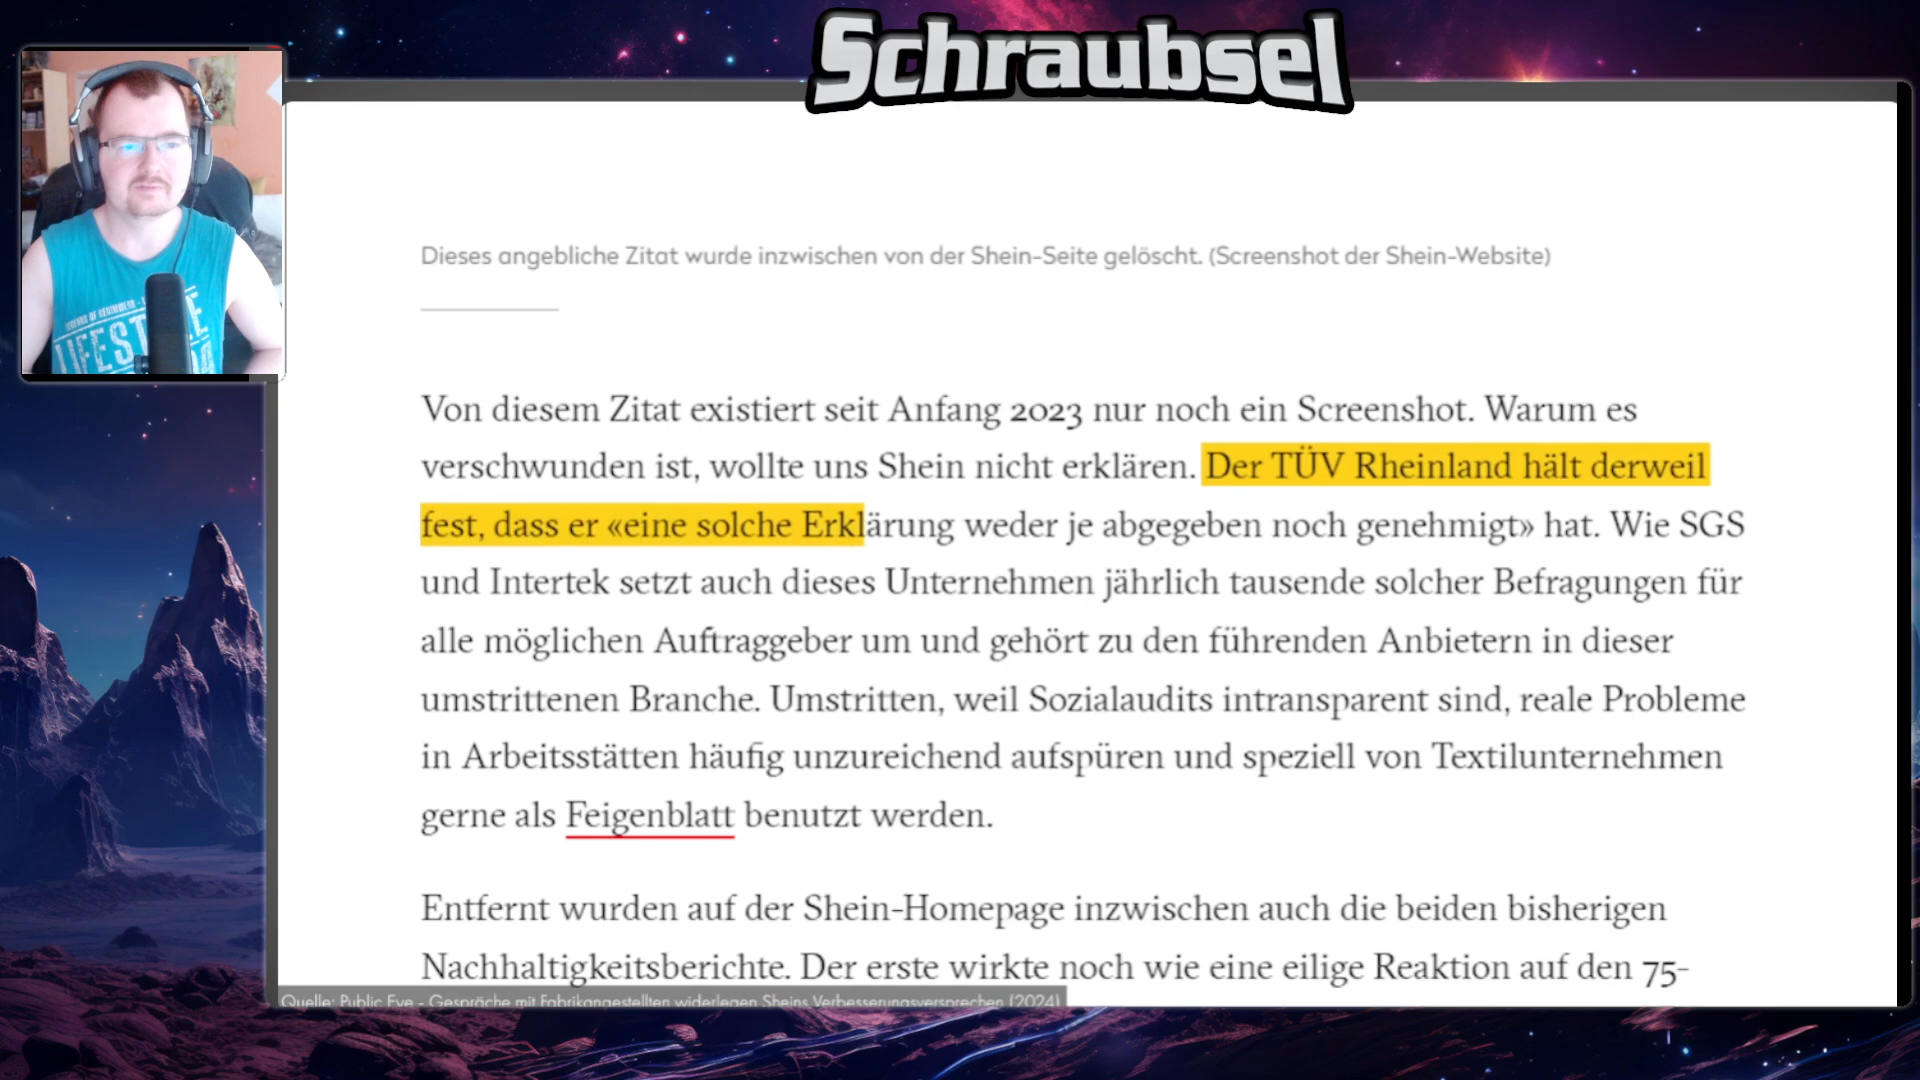 Schraubsel
Dieses angebliche Zitat wurde inzwischen von der Shein-Seite gelöscht. (Screenshot der Shein-Website)
Von diesem Zitat existiert seit Anfang 2023 nur noch ein Screenshot. Warum es
verschwunden ist, wollte uns Shein nicht erklären. Der TÜV Rheinland hält derweil
fest, dass er «eine solche Erklärung weder je abgegeben noch genehmigt» hat. Wie SGS
und Intertek setzt auch dieses Unternehmen jährlich tausende solcher Befragungen für
alle möglichen Auftraggeber um und gehört zu den führenden Anbietern in dieser
umstrittenen Branche. Umstritten, weil Sozialaudits intransparent sind, reale Probleme
in Arbeitsstätten häufig unzureichend aufspüren und speziell von Textilunternehmen
gerne als Feigenblatt benutzt werden.
Entfernt wurden auf der Shein-Homepage inzwischen auch die beiden bisherigen
Nachhaltigkeitsberichte. Der erste wirkte noch wie eine eilige Reaktion auf den 75-
Quelle: Public Eye - Gespräche mit Fabrikangestellten widerlegen Sheins Verbesserungsversprechen (2024)